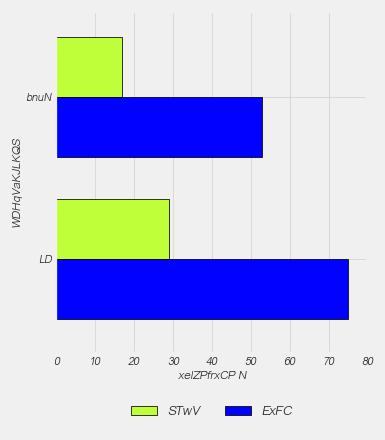 bnuN
LD
WDHqVaKJLKQS
0 10 20 30 40 50 60 70 80
xelZPfrxCP N
STwV ExFC